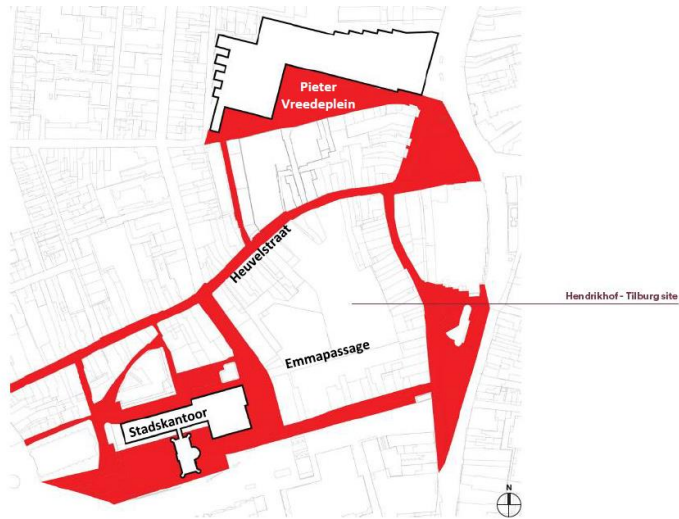 Pieter
Vreedeplein
Heuvelstraat
Hendrikhof - Tilburg site
Emmapassage
Stadskantoor
N